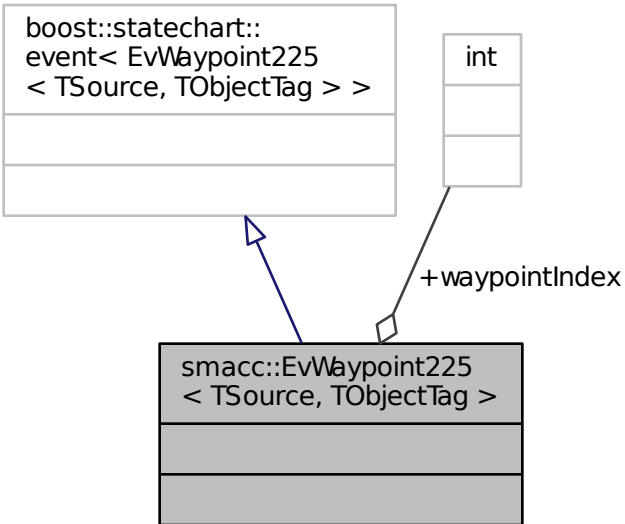 boost::statechart::
event< EvWaypoint225
< TSource, TObjectTag > >
int
+waypointIndex
smacc::EvWaypoint225
< TSource, TObjectTag >